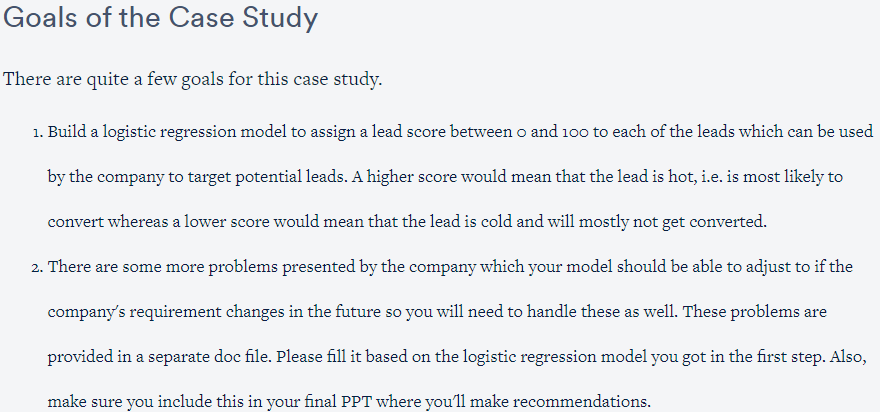 Goals of the Case Study
There are quite a few goals for this case study.
1. Build a logistic regression model to assign a lead score between 0 and 100 to each of the leads which can be used
by the company to target potential leads. A higher score would mean that the lead is hot, i.e. is most likely to
convert whereas a lower score would mean that the lead is cold and will mostly not get converted.
2. There are some more problems presented by the company which your model should be able to adjust to if the
company's requirement changes in the future so you will need to handle these as well. These problems are
provided in a separate doc file. Please fill it based on the logistic regression model you got in the first step. Also,
make sure you include this in your final PPT where you'll make recommendations.